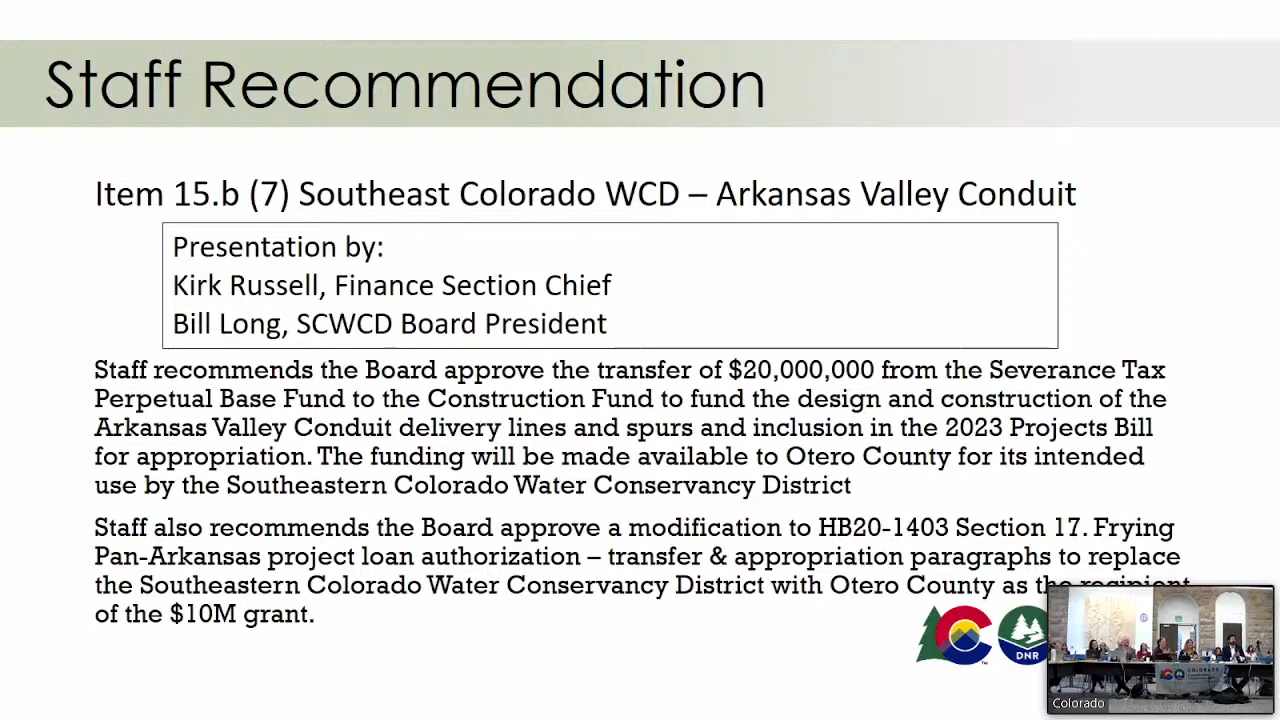 Staff Recommendation
Item 15.b (7) Southeast Colorado WCD – Arkansas Valley Conduit
Presentation by:
Kirk Russell, Finance Section Chief
Bill Long, SCWCD Board President
Staff recommends the Board approve the transfer of $20,000,000 from the Severance Tax
Perpetual Base Fund to the Construction Fund to fund the design and construction of the
Arkansas Valley Conduit delivery lines and spurs and inclusion in the 2023 Projects Bill
for appropriation. The funding will be made available to Otero County for its intended
use by the Southeastern Colorado Water Conservancy District
Staff also recommends the Board approve a modification to HB20-1403 Section 17. Frying
Pan-Arkansas project loan authorization – transfer & appropriation paragraphs to replace
the Southeastern Colorado Water Conservancy District with Otero County as the recipient
of the $10M grant.
DNR
COLORADO
Colorado